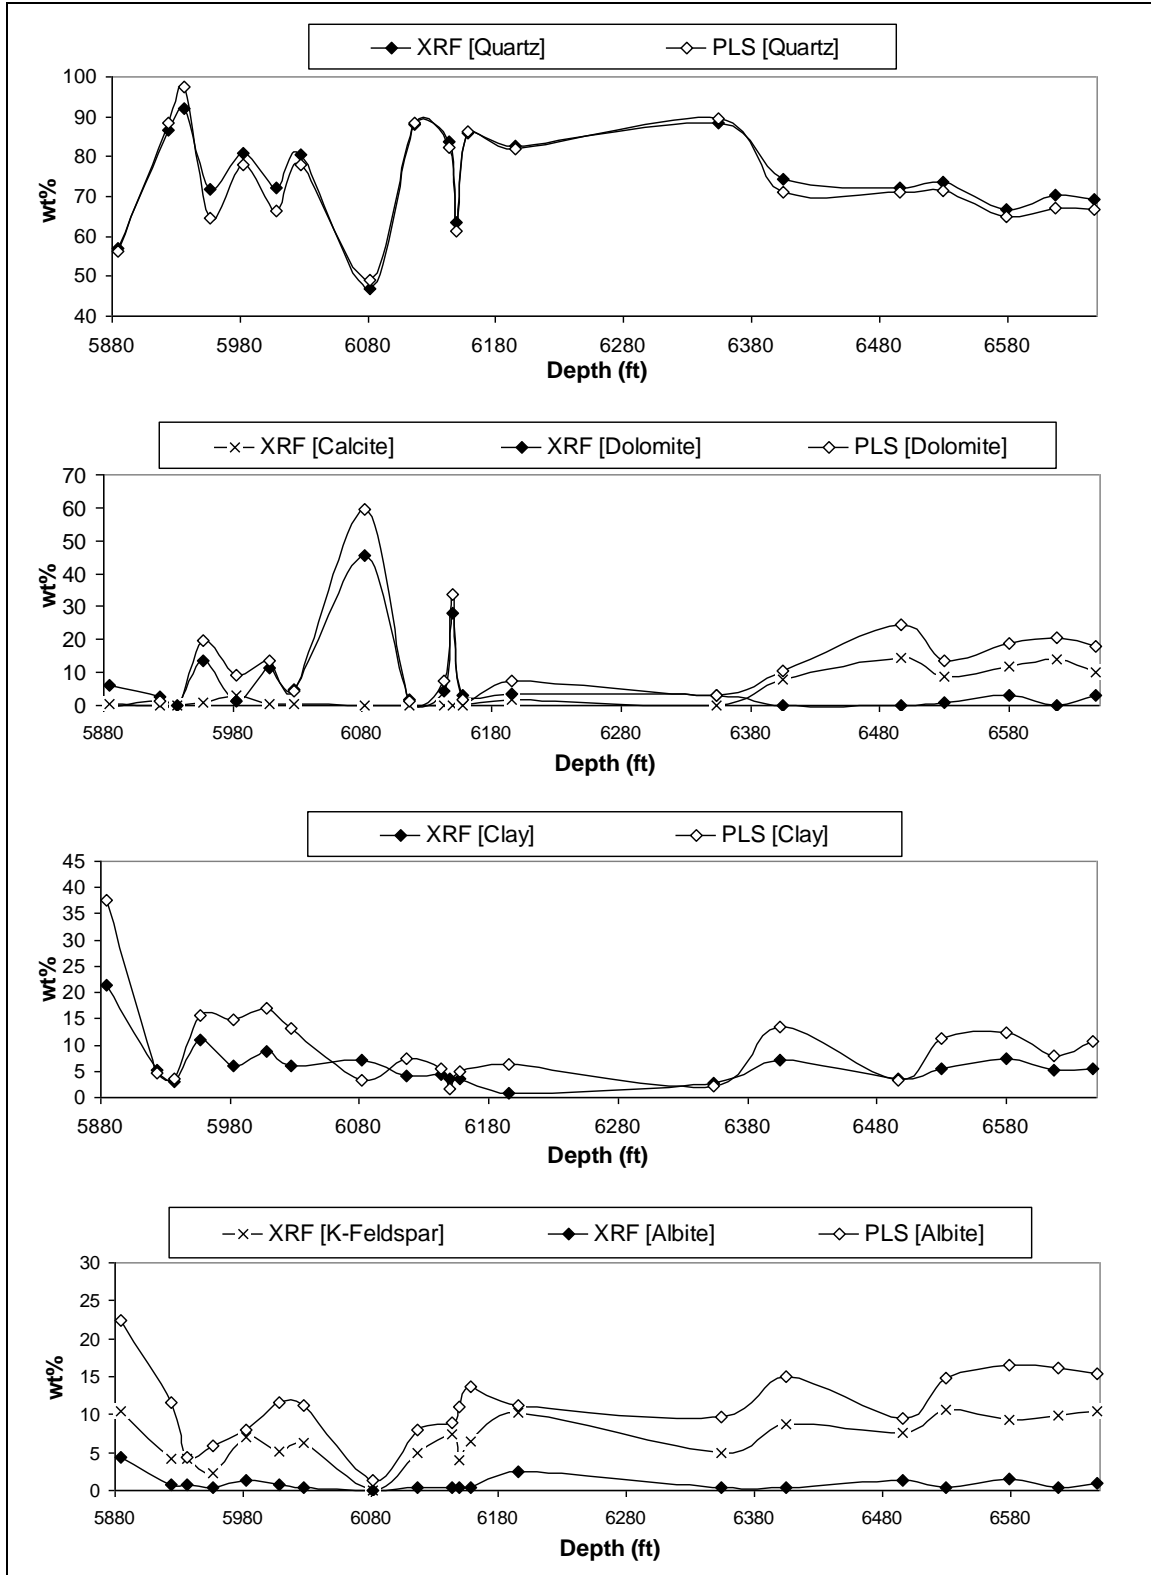 XRF [Quartz] PLS [Quartz]
100
90
80
70
60
50
40
wt%
5880 5980 6080 6180 6280 6380 6480 6580
Depth (ft)
XRF [Calcite] XRF [Dolomite] PLS [Dolomite]
70
60
50
40
30
20
10
0
wt%
5880 5980 6080 6180 6280 6380 6480 6580
Depth (ft)
XRF [Clay] PLS [Clay]
45
40
35
30
25
20
15
10
5
0
wt%
5880 5980 6080 6180 6280 6380 6480 6580
Depth (ft)
XRF [K-Feldspar] XRF [Albite] PLS [Albite]
30
25
20
15
10
5
0
wt%
5880 5980 6080 6180 6280 6380 6480 6580
Depth (ft)